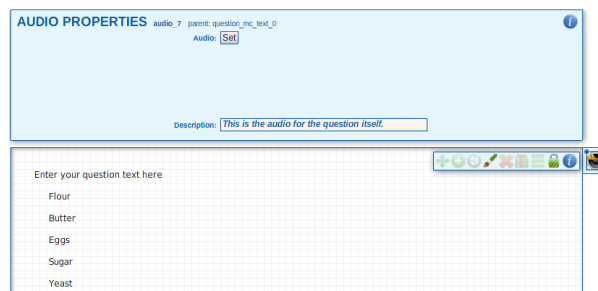 AUDIO PROPERTIES audio_7 parent: question_mc_text_0
Audio: Set
Description: This is the audio for the question itself.
Enter your question text here
Flour
Butter
Eggs
Sugar
Yeast